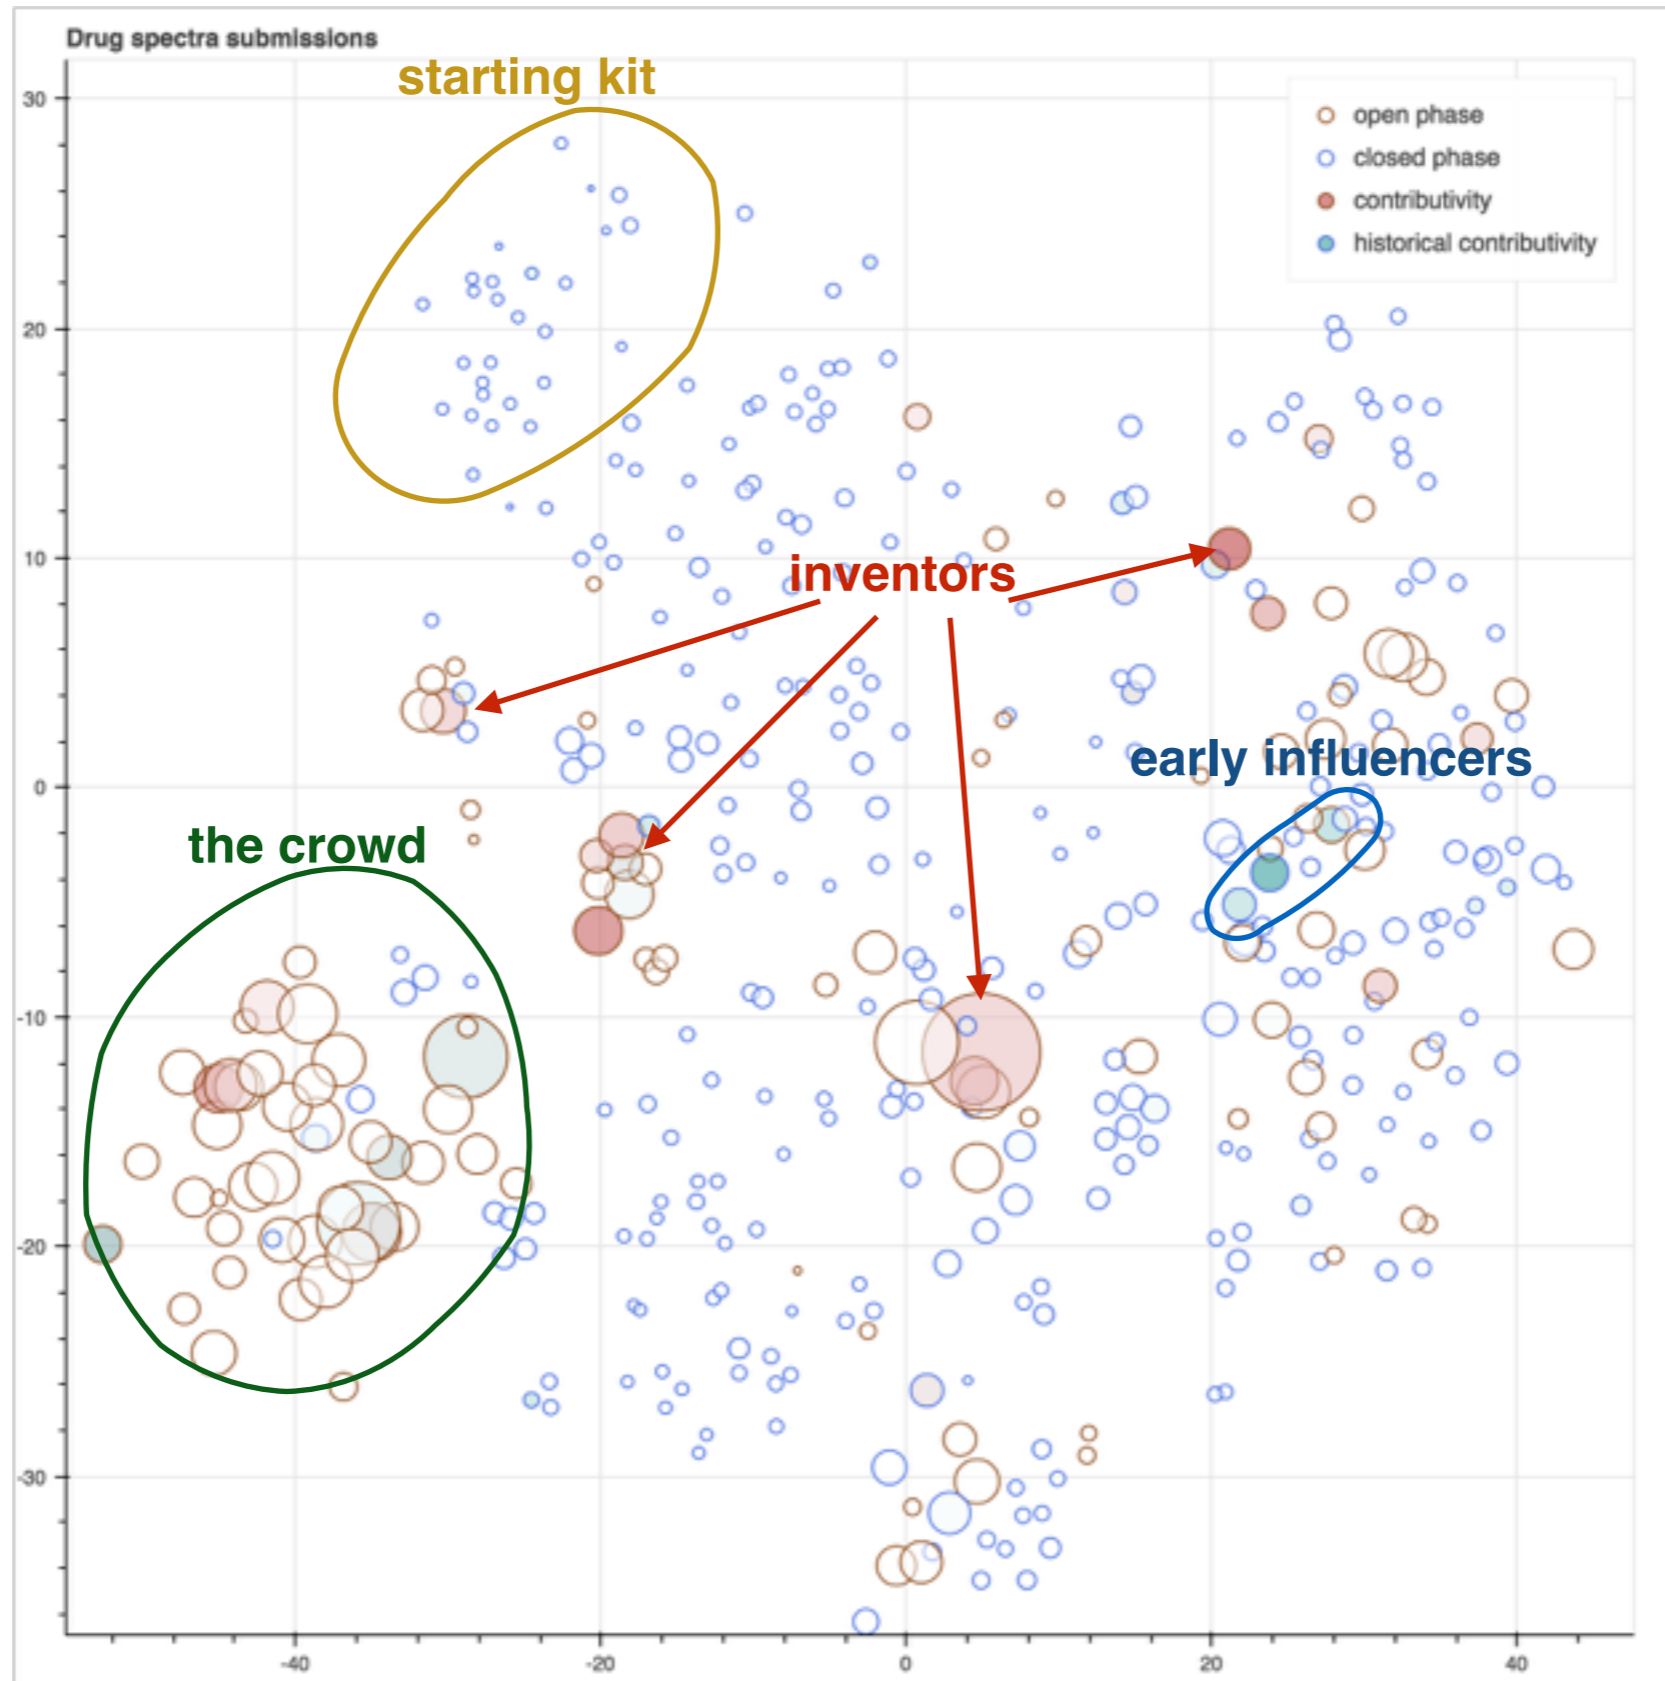 Drug spectra submissions
starting kit
open phase
closed phase
contributivity
historical contributivity
inventors
early influencers
the crowd
30
20
10
0
-10
-20
-30
-40
-20
0
20
40